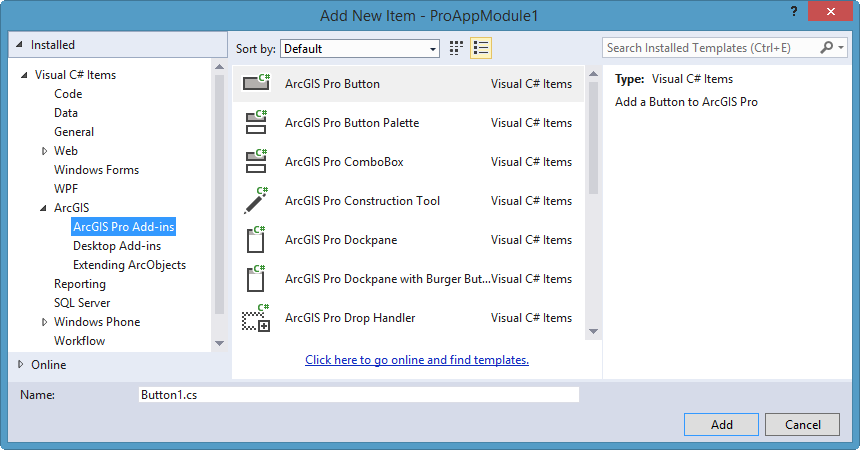 Add New Item - ProAppModule1
?
Installed
Sort by: Default
Search Installed Templates (Ctrl+E)
Visual C# Items
Code
Data
General
Web
Windows Forms
WPF
ArcGIS
ArcGIS Pro Add-ins
Desktop Add-ins
Extending ArcObjects
Reporting
SQL Server
Windows Phone
Workflow
Online
C# ArcGIS Pro Button Visual C# Items
C# ArcGIS Pro Button Palette Visual C# Items
C# ArcGIS Pro ComboBox Visual C# Items
C# ArcGIS Pro Construction Tool Visual C# Items
C# ArcGIS Pro Dockpane Visual C# Items
C# ArcGIS Pro Dockpane with Burger But... Visual C# Items
C# ArcGIS Pro Drop Handler Visual C# Items
Click here to go online and find templates.
Type: Visual C# Items
Add a Button to ArcGIS Pro
Name: Button1.cs
Add Cancel